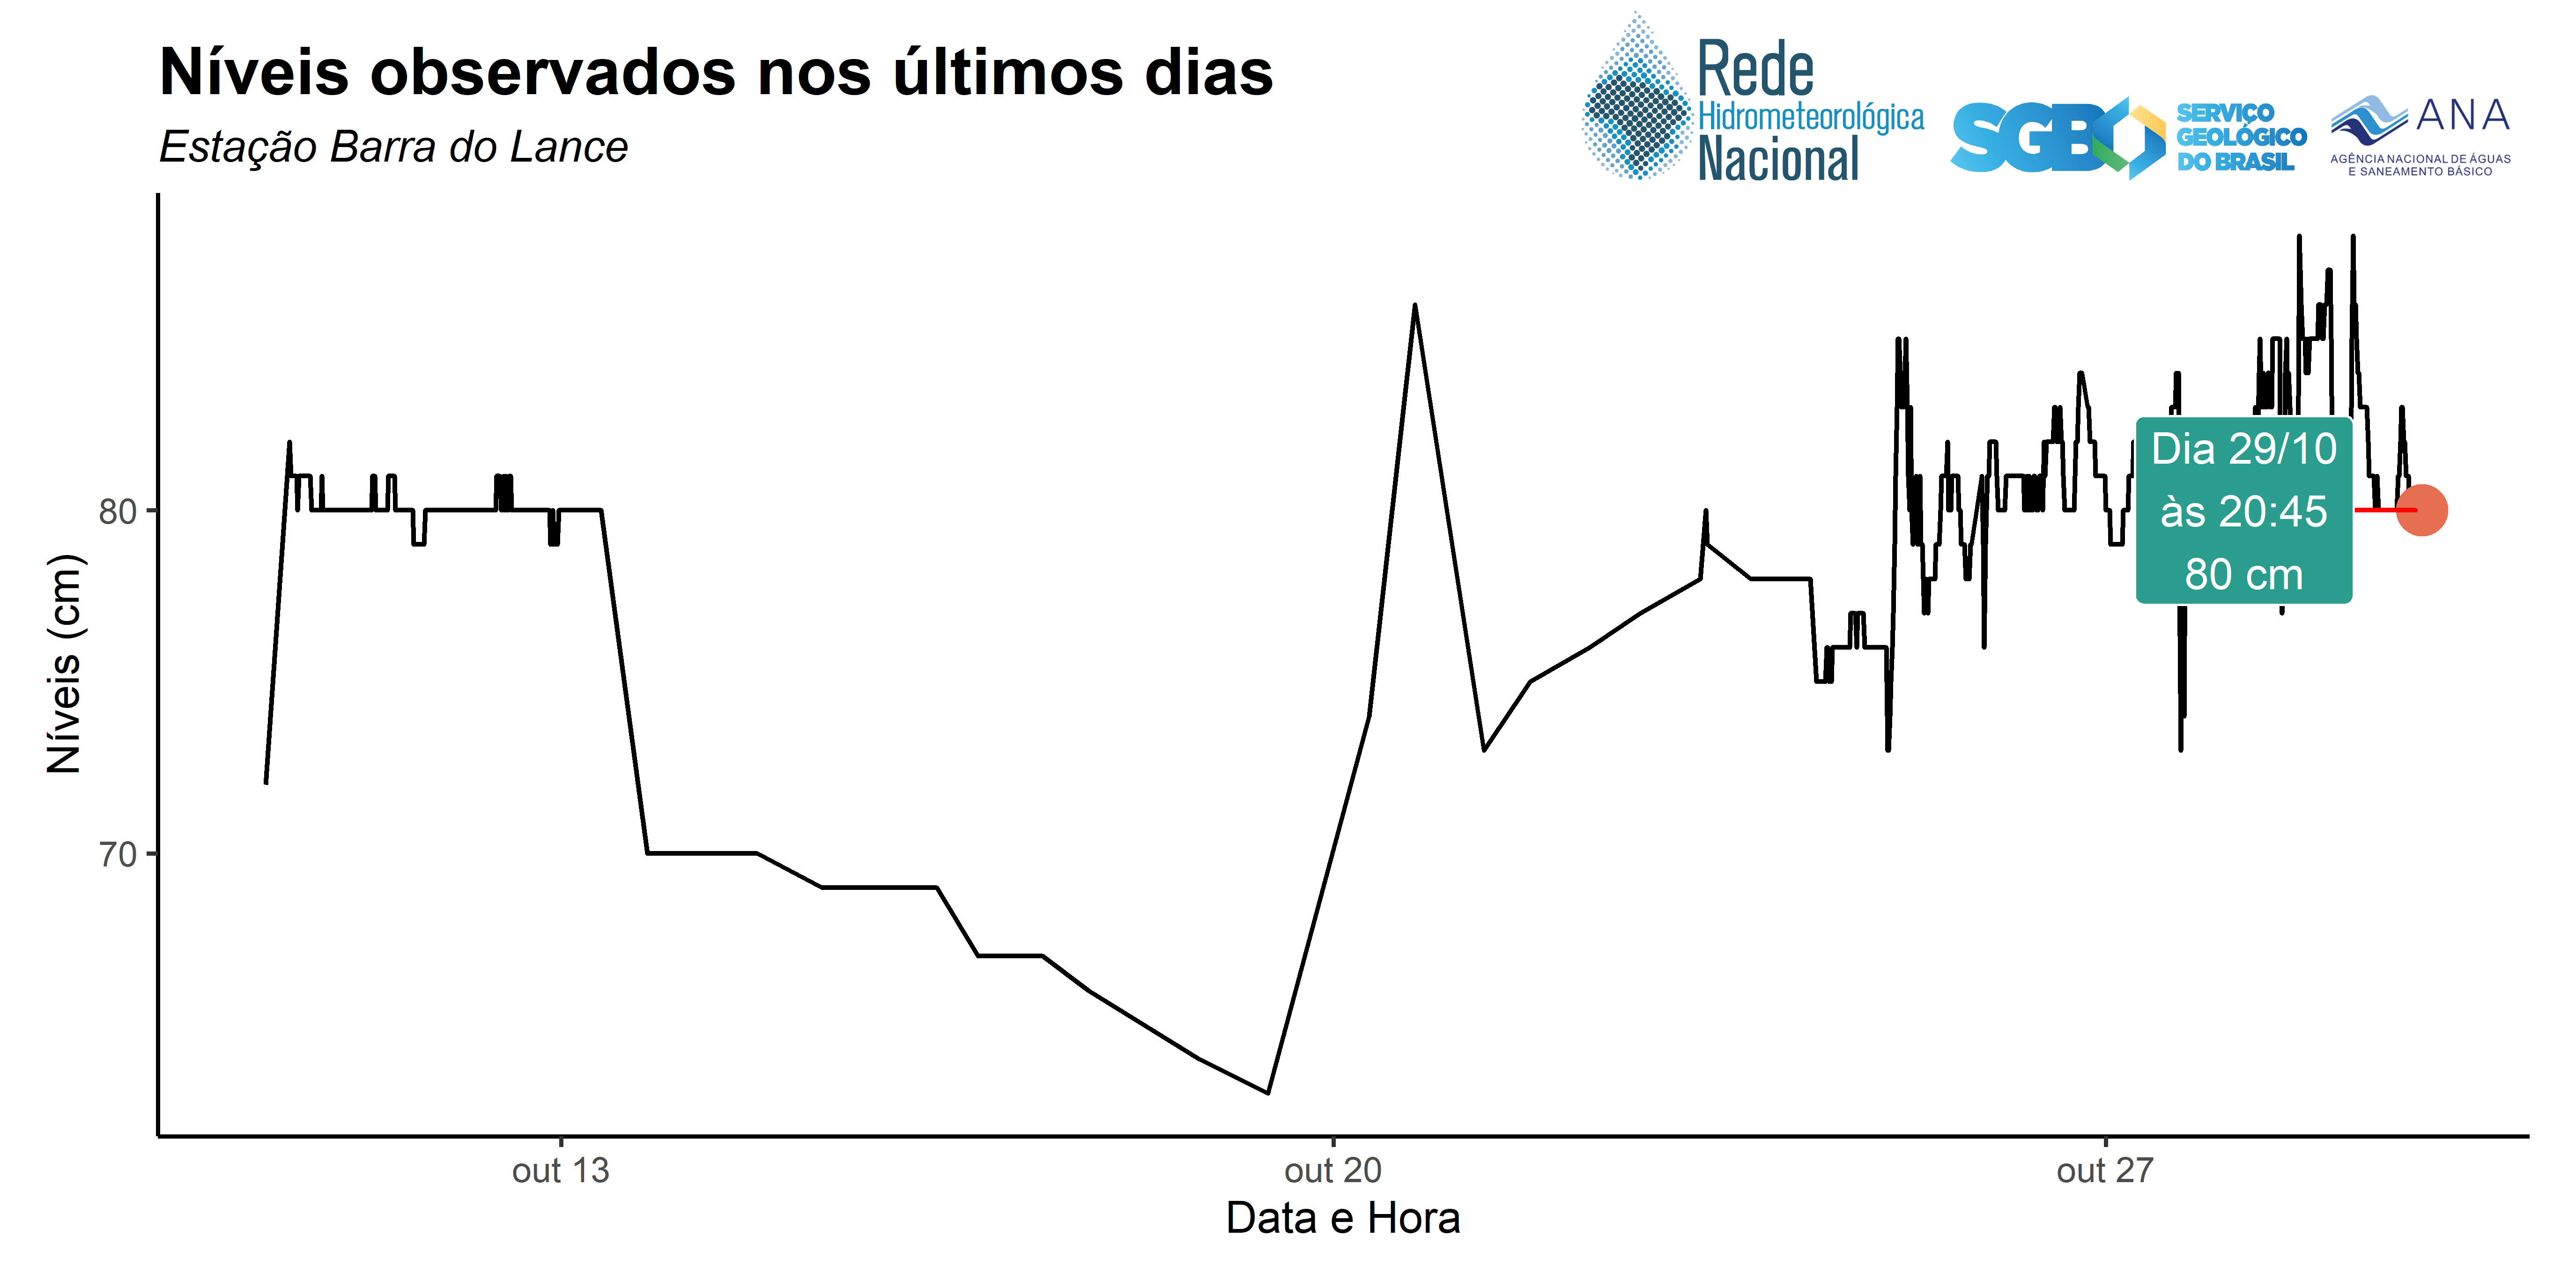 Níveis observados nos últimos dias
Estação Barra do Lance
Rede
Hidrometeorológica
Nacional
SGB
SERVIÇO
GEOLÓGICO
DO BRASIL
ANA
AGÊNCIA NACIONAL DE ÁGUAS
E SANEAMENTO BÁSICO
Níveis (cm)
80
70
Dia 29/10
às 20:45
80 cm
out 13
out 20
out 27
Data e Hora